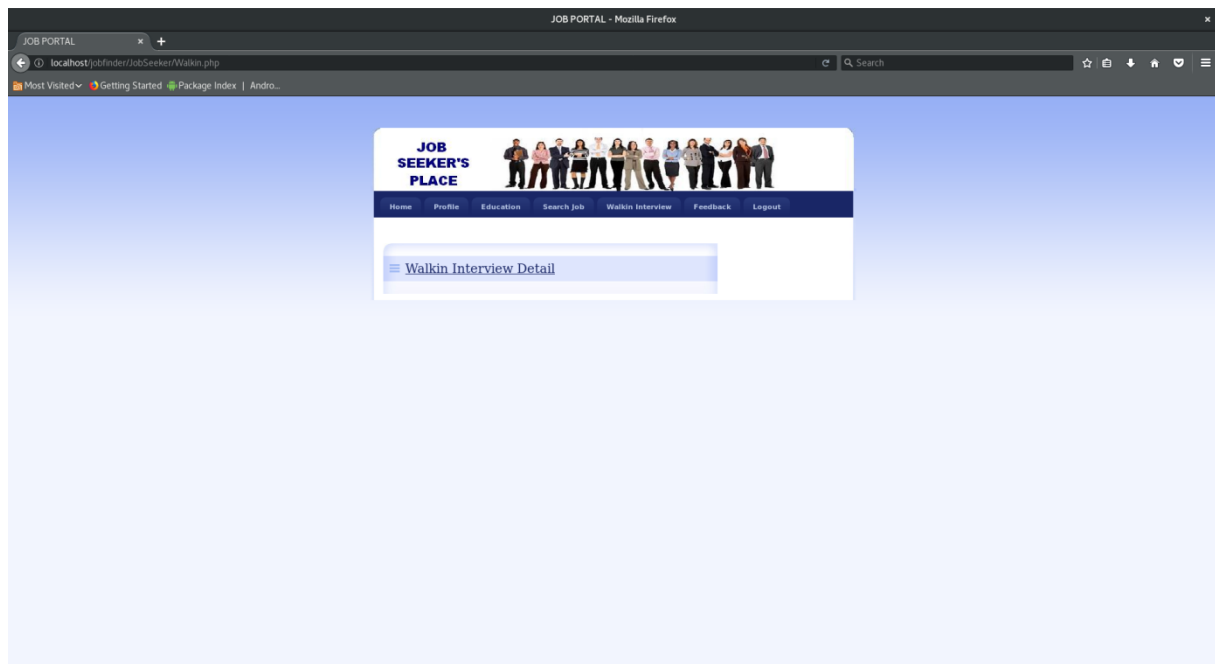 JOB PORTAL - Mozilla Firefox
JOB PORTAL
localhost/jobfinder/JobSeeker/Walkin.php
Search
Most Visited
Getting Started
Package Index | Andro...
JOB
SEEKER'S
PLACE
Home Profile Education Search Job Walkin Interview Feedback Logout
Walkin Interview Detail